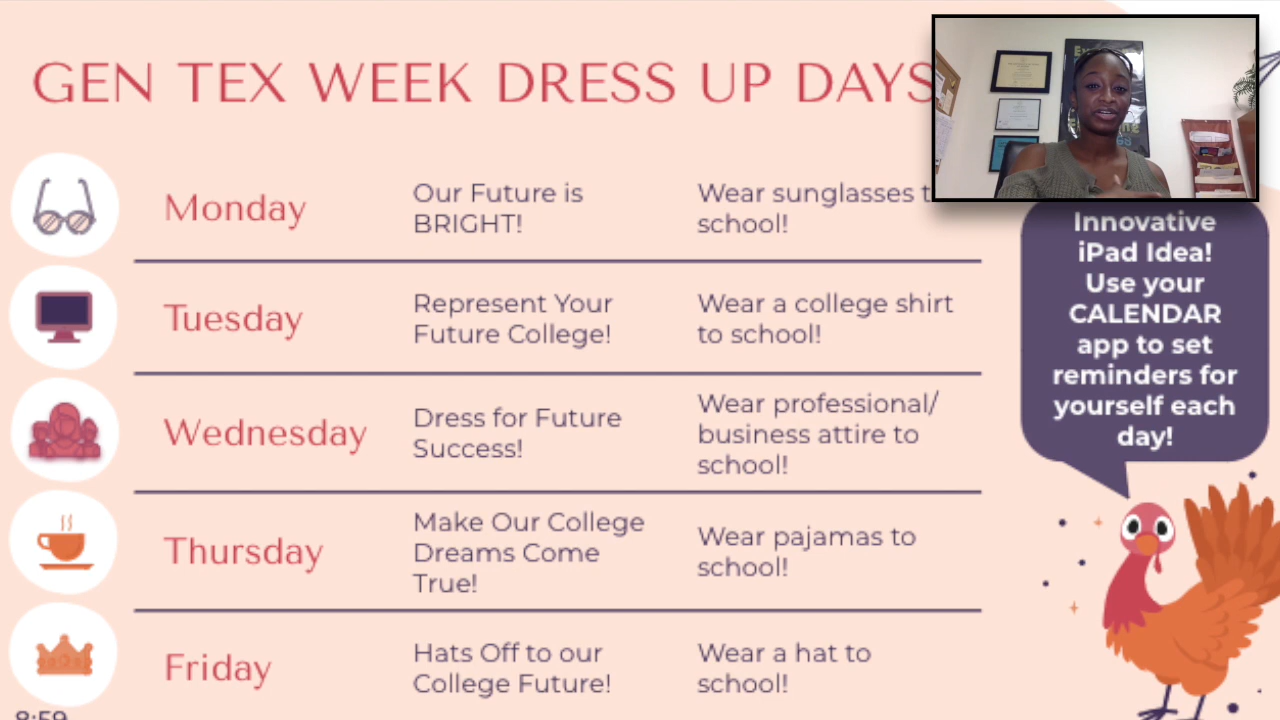 GEN TEX WEEK DRESS UP DAYS
Monday
Our Future is
BRIGHT!
Wear sunglasses
school!
Tuesday
Represent Your
Future College!
Wear a college shirt
to school!
Wednesday
Dress for Future
Success!
Wear professional/
business attire to
school!
Thursday
Make Our College
Dreams Come
True!
Wear pajamas to
school!
Friday
Hats Off to our
College Future!
Wear a hat to
school!
Innovative
iPad Idea!
Use your
CALENDAR
app to set
reminders for
yourself each
day!
8:59